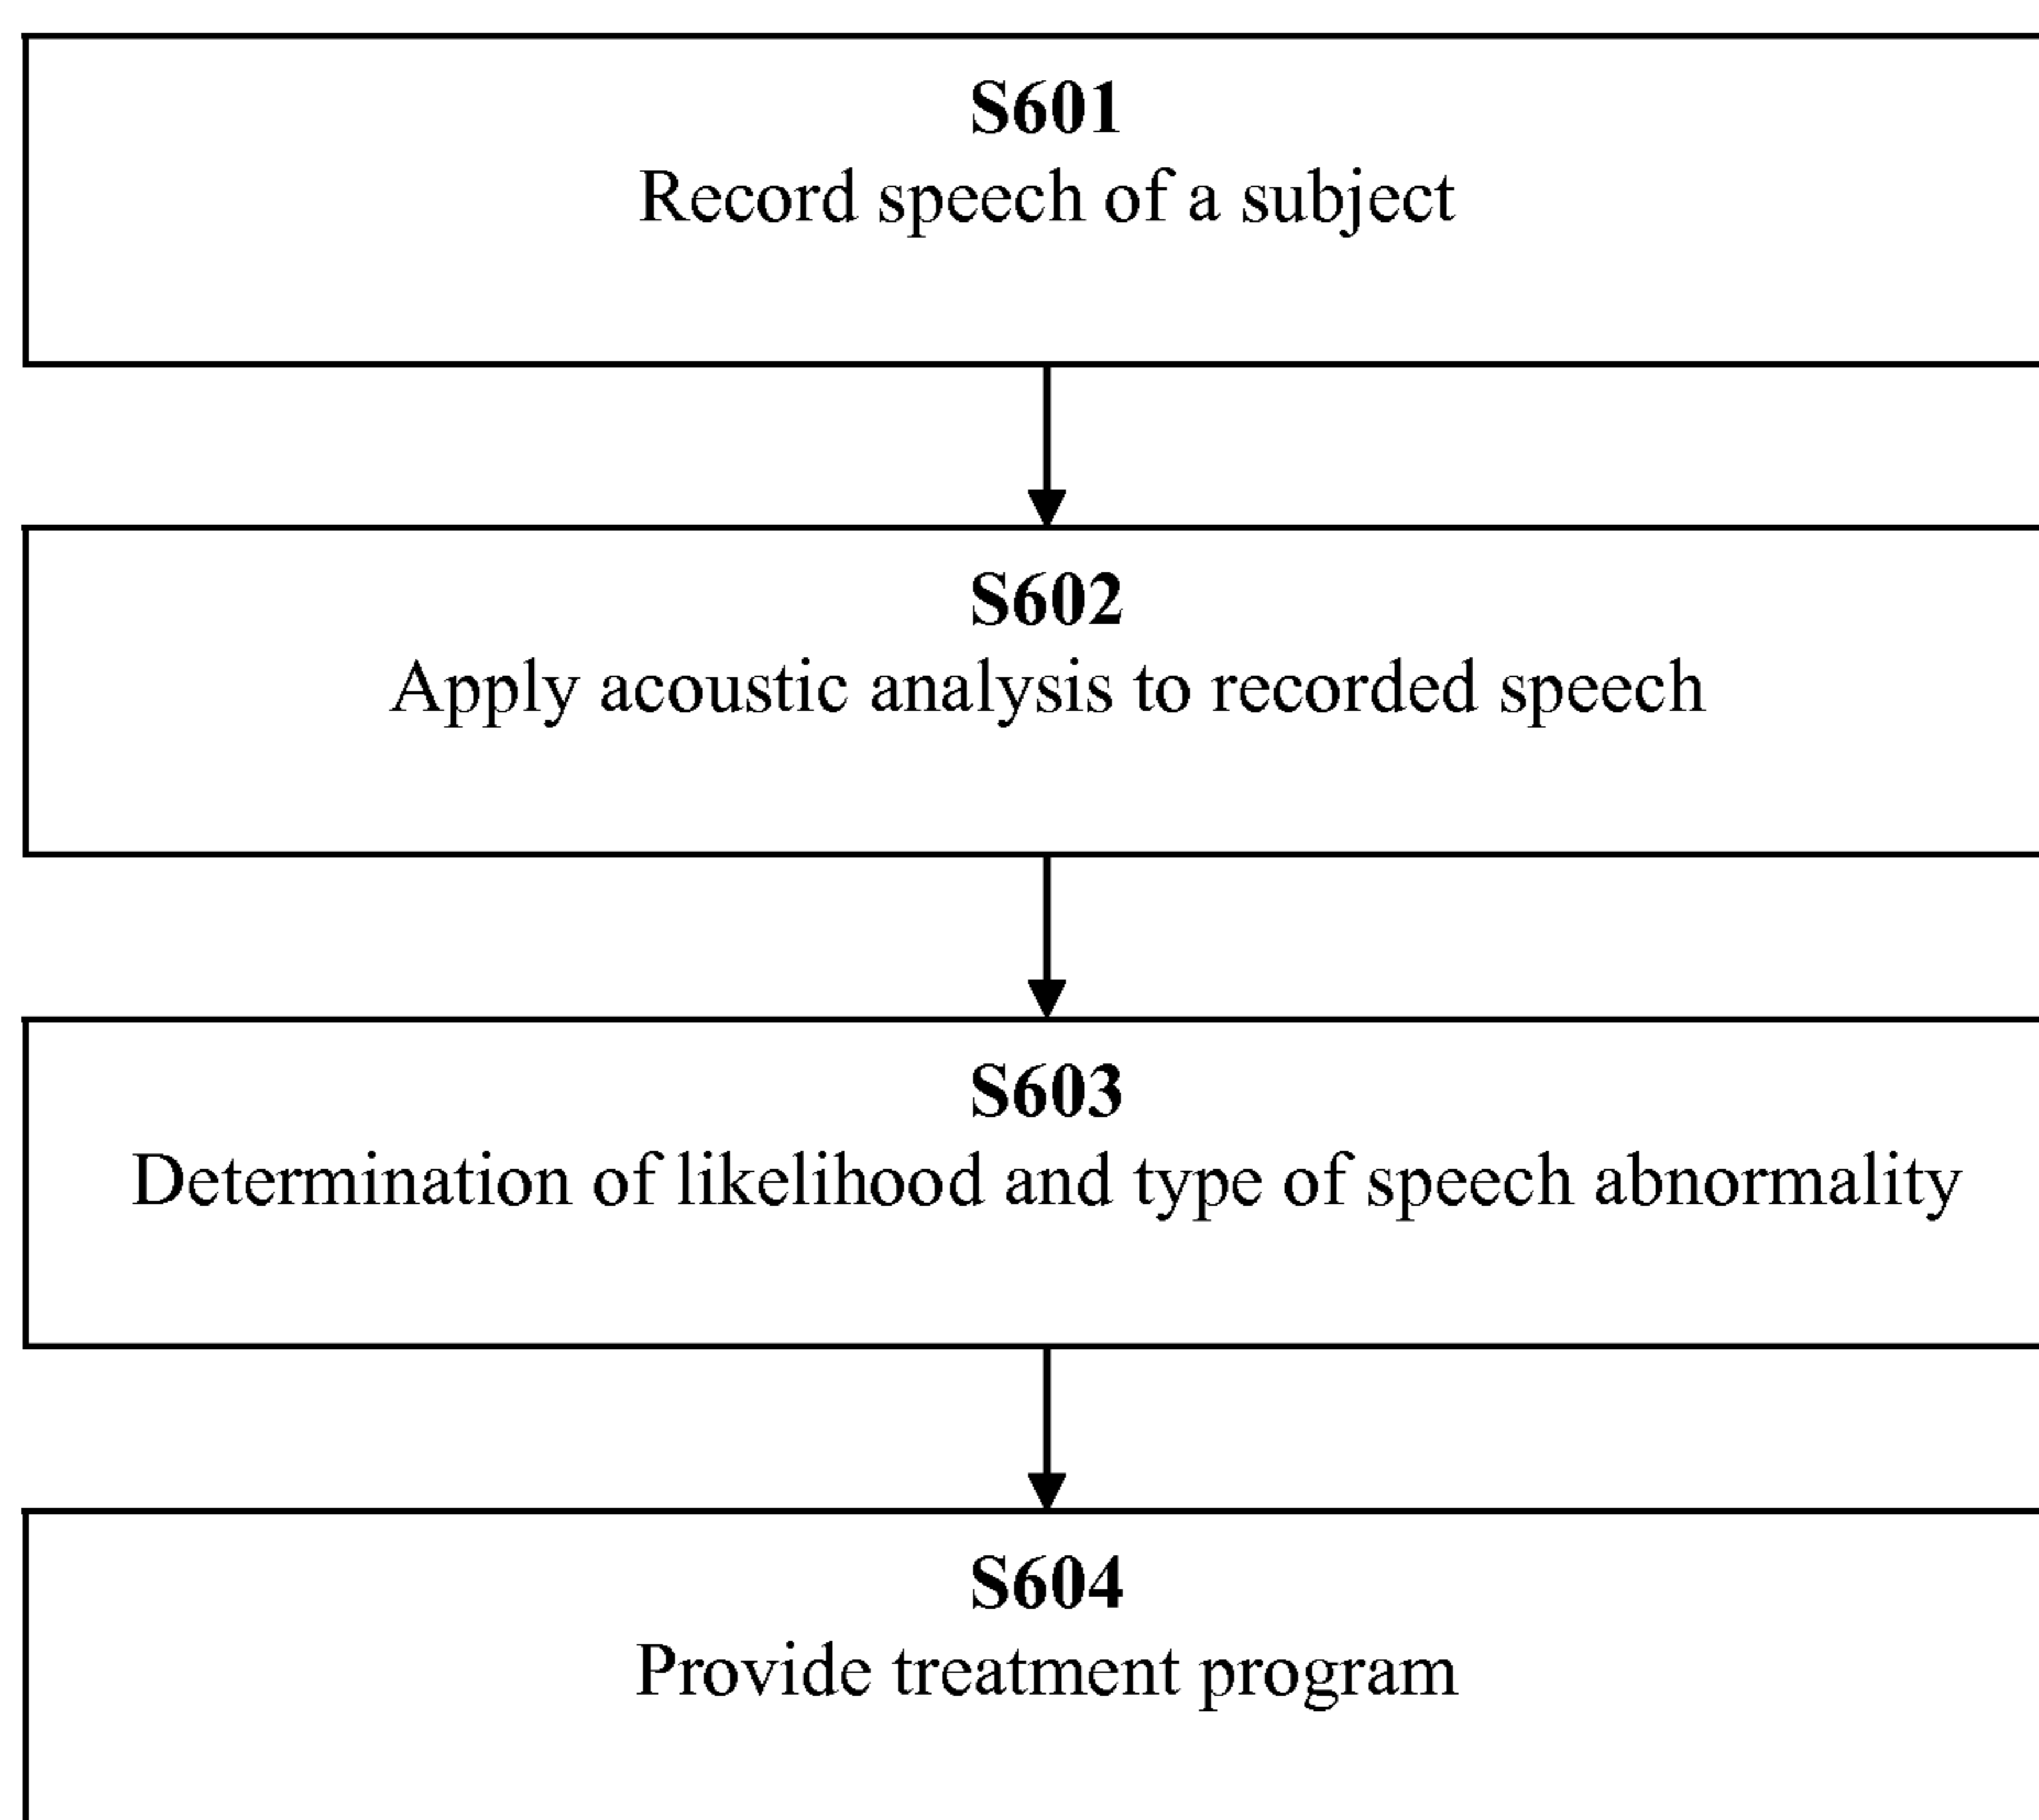 S601
Record speech of a subject
S602
Apply acoustic analysis to recorded speech
S603
Determination of likelihood and type of speech abnormality
S604
Provide treatment program